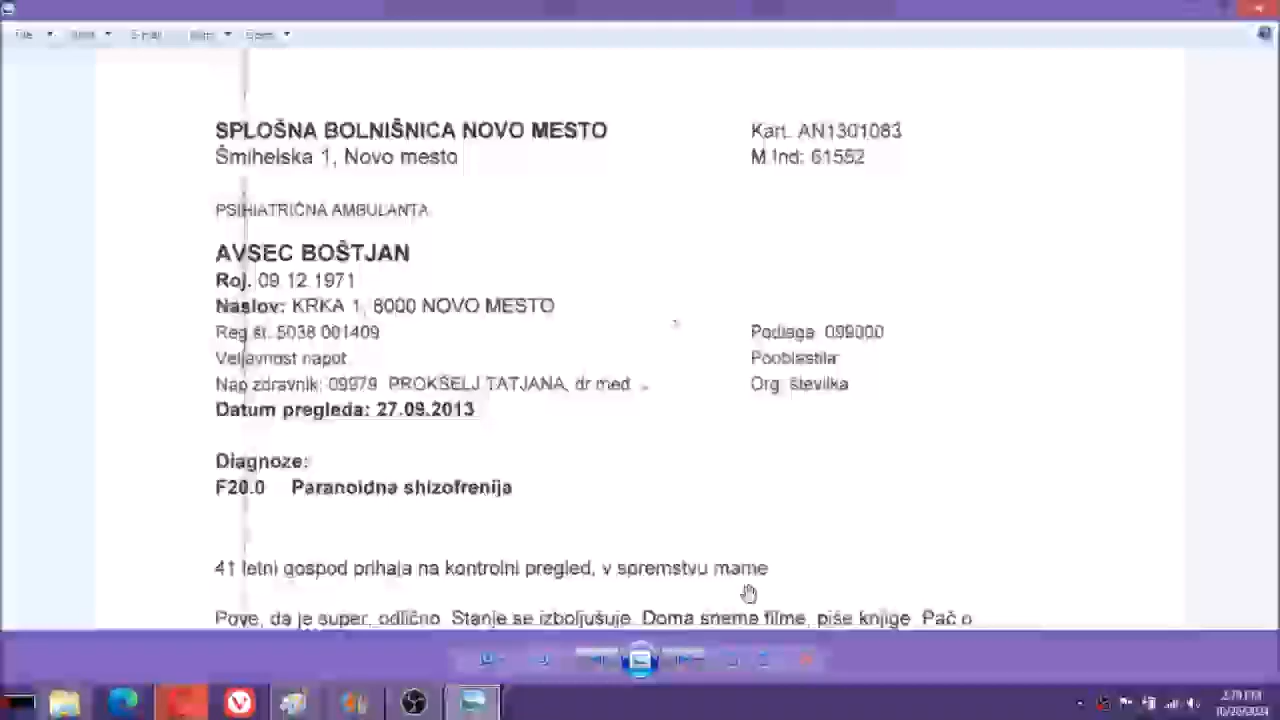 File
E-mail
Open
SPLOŠNA BOLNIŠNICA NOVO MESTO
Kart. AN1301083
Šmihelska 1, Novo mesto
M.Ind: 61552
PSIHIATRIČNA AMBULANTA
AVSEC BOŠTJAN
Roj. 09 12 1971
Naslov: KRKA 1, 8000 NOVO MESTO
Reg št. 5038 001409
Podlaga 099000
Veljavnost napot
Pooblastila
Nap zdravnik: 09979 PROKŠELJ TATJANA, dr med
Org številka
Datum pregleda: 27.09.2013
Diagnoze:
F20.0 Paranoidna shizofrenija
41 letni gospod prihaja na kontrolni pregled, v spremstvu mame
Pove, da je super, odlično Stanje se izboljušuje. Doma snema filme, piše knjige Pač o